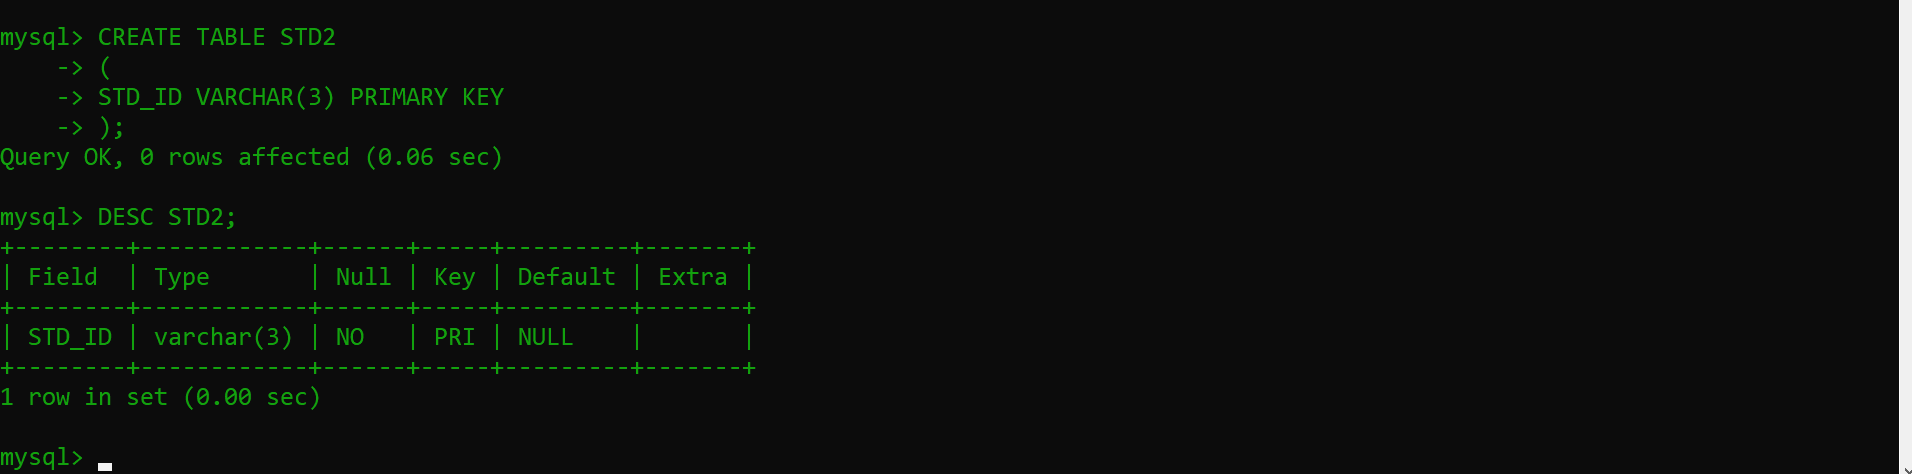 mysql> CREATE TABLE STD2
    -> (
    -> STD_ID VARCHAR(3) PRIMARY KEY
    -> );
Query OK, 0 rows affected (0.06 sec)

mysql> DESC STD2;
+--------+------------+------+-----+---------+-------+
| Field  | Type       | Null | Key | Default | Extra |
+--------+------------+------+-----+---------+-------+
| STD_ID | varchar(3) | NO   | PRI | NULL    |       |
+--------+------------+------+-----+---------+-------+
1 row in set (0.00 sec)

mysql>